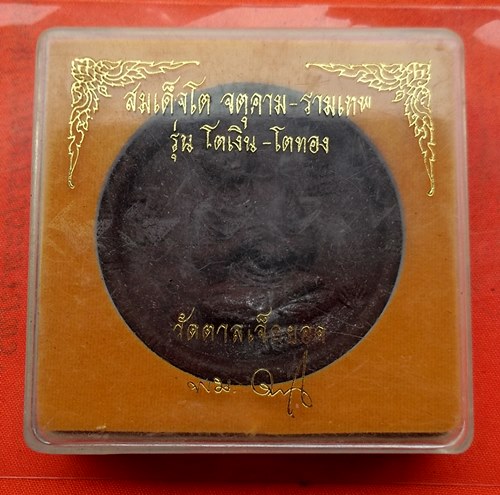 สมเด็จโต จตุคาม-รามเทพ
รุ่น โตเงิน -โตทอง
วัดตาลเจ็ดยอด